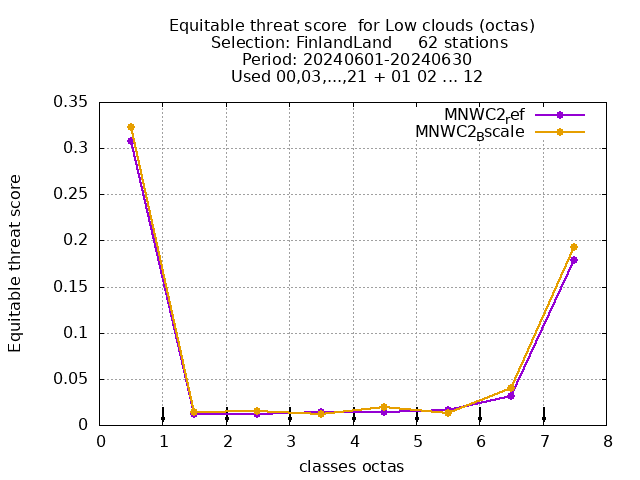 Equitable threat score  for Low clouds (octas)
Selection: FinlandLand     62 stations
Period: 20240601-20240630
Used 00,03,...,21 + 01 02 ... 12
MNWC2ref
MNWC2Bscale
Equitable threat score
0.35
0.3
0.25
0.2
0.15
0.1
0.05
0
0 1 2 3 4 5 6 7 8
classes octas